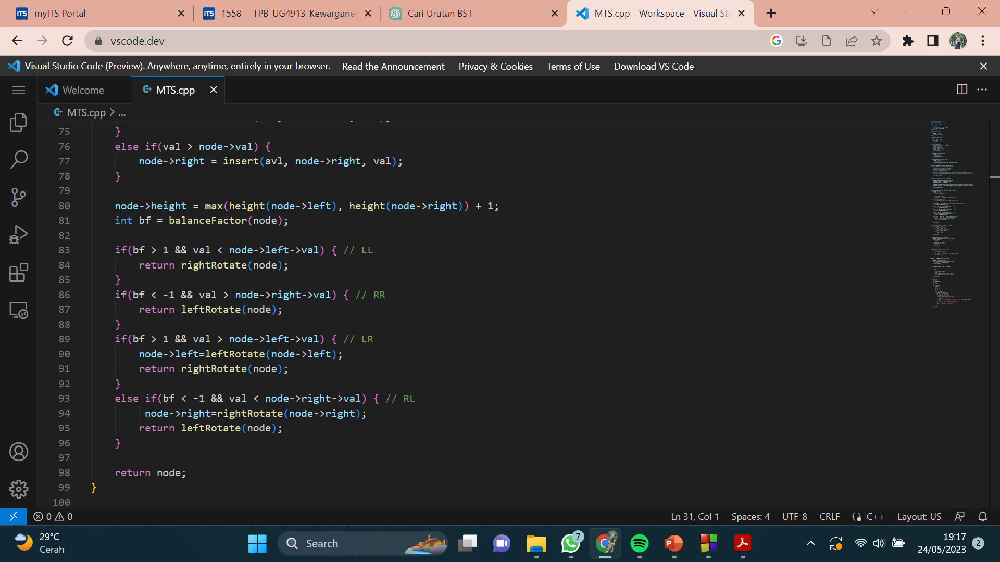 myITS Portal
1558___TPB_UG4913_Kewarganeg
Cari Urutan BST
MTS.cpp - Workspace - Visual Stu
vscode.dev
Visual Studio Code (Preview). Anywhere, anytime, entirely in your browser. Read the Announcement Privacy & Cookies Terms of Use Download VS Code
Welcome
MTS.cpp
MTS.cpp > ...
75 }
76 else if(val > node->val) {
77 node->right = insert(avl, node->right, val);
78 }
79
80 node->height = max(height(node->left), height(node->right)) + 1;
81 int bf = balanceFactor(node);
82
83 if(bf > 1 && val < node->left->val) { // LL
84 return rightRotate(node);
85 }
86 if(bf < -1 && val > node->right->val) { // RR
87 return leftRotate(node);
88 }
89 if(bf > 1 && val > node->left->val) { // LR
90 node->left=leftRotate(node->left);
91 return rightRotate(node);
92 }
93 else if(bf < -1 && val < node->right->val) { // RL
94 node->right=rightRotate(node->right);
95 return leftRotate(node);
96 }
97
98 return node;
99 }
100
0 0
Ln 31, Col 1 Spaces: 4 UTF-8 CRLF C++ Layout: US
29°C
Cerah
Search
7
19:17
24/05/2023
2